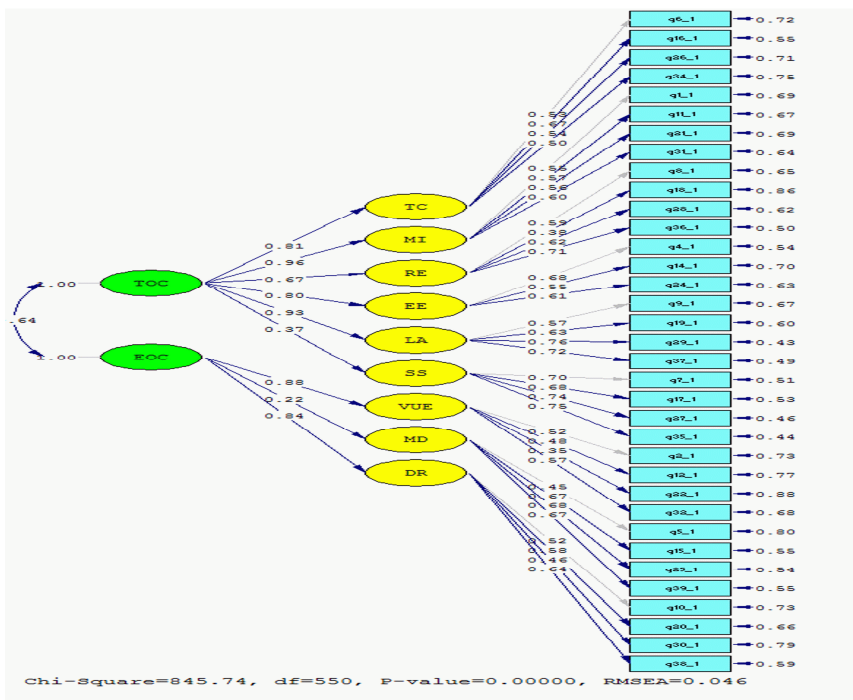 1.00
TOC
.64
1.00
EOC
0.81
0.96
0.67
0.80
0.93
0.37
0.88
0.22
0.84
TC
MI
RE
EE
LA
SS
VUE
MD
DR
0.53
0.67
0.54
0.50
0.55
0.57
0.56
0.60
0.59
0.38
0.62
0.71
0.68
0.55
0.61
0.57
0.63
0.76
0.72
0.70
0.68
0.74
0.75
0.52
0.48
0.35
0.57
0.45
0.67
0.68
0.67
0.52
0.58
0.46
0.64
q6_1 0.72
q16_1 0.55
q26_1 0.71
q34_1 0.75
q1_1 0.69
q11_1 0.67
q21_1 0.69
q31_1 0.64
q8_1 0.65
q18_1 0.86
q28_1 0.62
q36_1 0.50
q4_1 0.54
q14_1 0.70
q24_1 0.63
q9_1 0.67
q19_1 0.60
q29_1 0.43
q37_1 0.49
q7_1 0.51
q17_1 0.53
q27_1 0.46
q35_1 0.44
q2_1 0.73
q12_1 0.77
q22_1 0.88
q32_1 0.68
q5_1 0.80
q15_1 0.55
0.54
q39_1 0.55
q10_1 0.73
q20_1 0.66
q30_1 0.79
q38_1 0.59
Chi-Square=845.74, df=550, P-value=0.00000, RMSEA=0.046